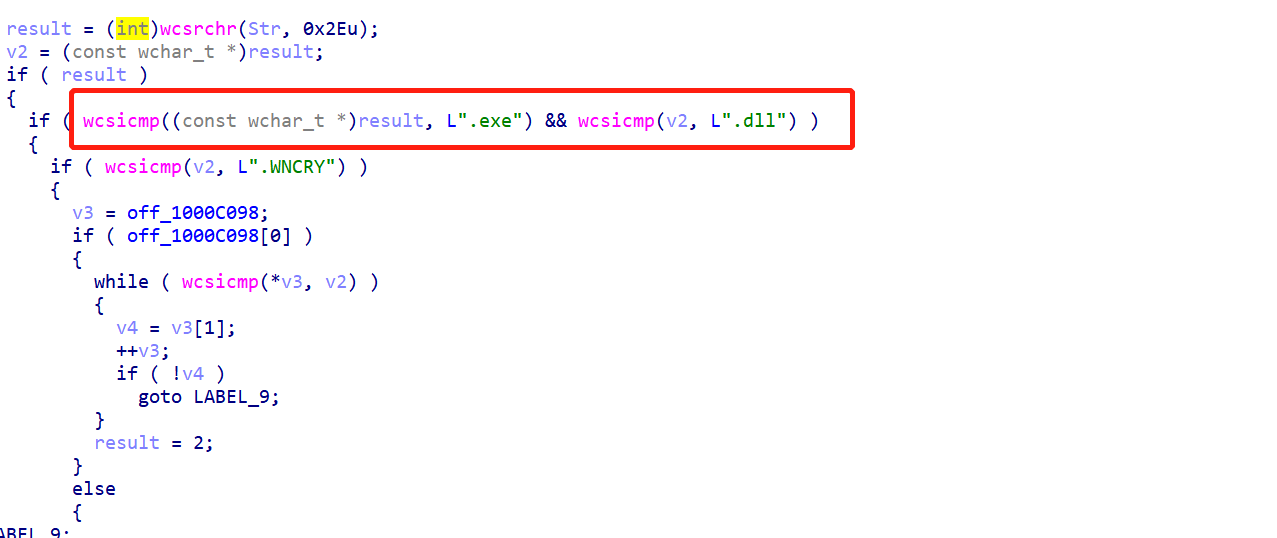 result = (int)wcsrchr(Str, 0x2Eu);
v2 = (const wchar_t *)result;
if ( result )
{
if ( wcsicmp((const wchar_t *)result, L".exe") && wcsicmp(v2, L".dll") )
{
if ( wcsicmp(v2, L".WNCRY") )
{
v3 = off_1000C098;
if ( off_1000C098[0] )
{
while ( wcsicmp(*v3, v2) )
{
v4 = v3[1];
++v3;
if ( !v4 )
goto LABEL_9;
}
result = 2;
}
else
{
ABEL_9: